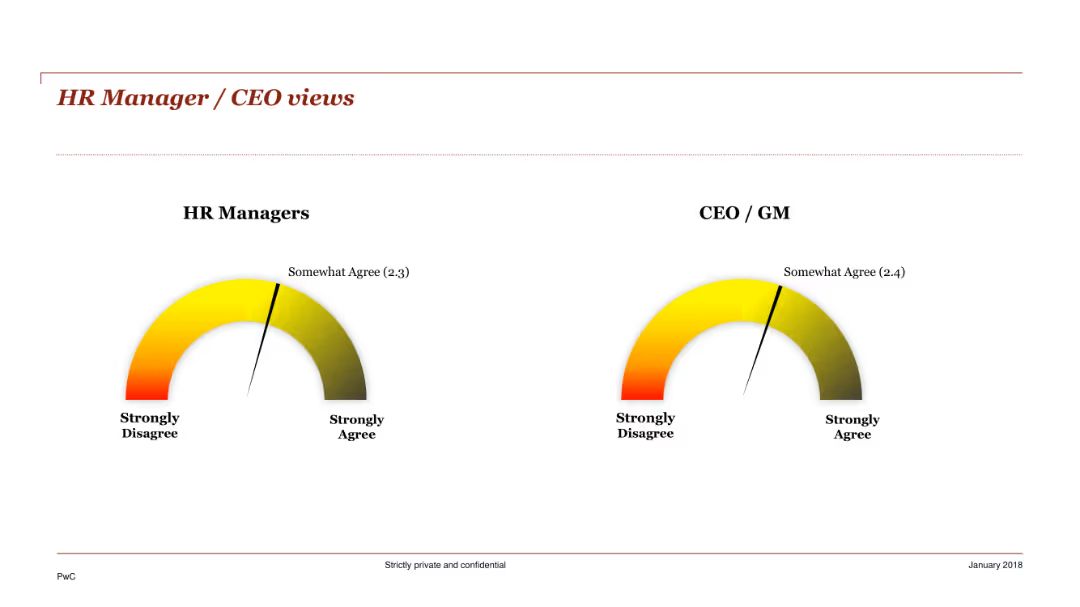 HR Manager / CEO views
HR Managers
Somewhat Agree (2.3)
Strongly
Disagree
Strongly
Agree
CEO / GM
Somewhat Agree (2.4)
Strongly
Disagree
Strongly
Agree
Strictly private and confidential
January 2018
PwC